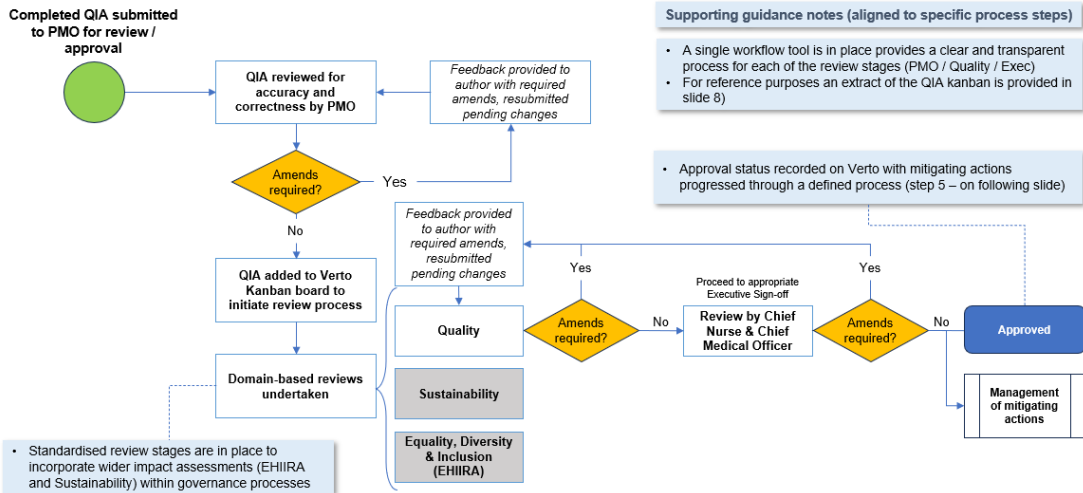 Completed QIA submitted
to PMO for review /
approval
QIA reviewed for
accuracy and
correctness by PMO
Feedback provided to
author with required
amends, resubmitted
pending changes
Amends
required?
Yes
No
QIA added to Verto
Kanban board to
initiate review process
Domain-based reviews
undertaken
• Standardised review stages are in place to
incorporate wider impact assessments (EHIIRA
and Sustainability) within governance processes
Feedback provided
to author with
required amends,
resubmitted
pending changes
Quality
Sustainability
Equality, Diversity
& Inclusion
(EHIIRA)
Amends
required?
Yes
No
Proceed to appropriate
Executive Sign-off
Review by Chief
Nurse & Chief
Medical Officer
Amends
required?
Yes
No
Approved
Management
of mitigating
actions
Supporting guidance notes (aligned to specific process steps)
• A single workflow tool is in place provides a clear and transparent
process for each of the review stages (PMO / Quality / Exec)
• For reference purposes an extract of the QIA kanban is provided in
slide 8)
• Approval status recorded on Verto with mitigating actions
progressed through a defined process (step 5 – on following slide)